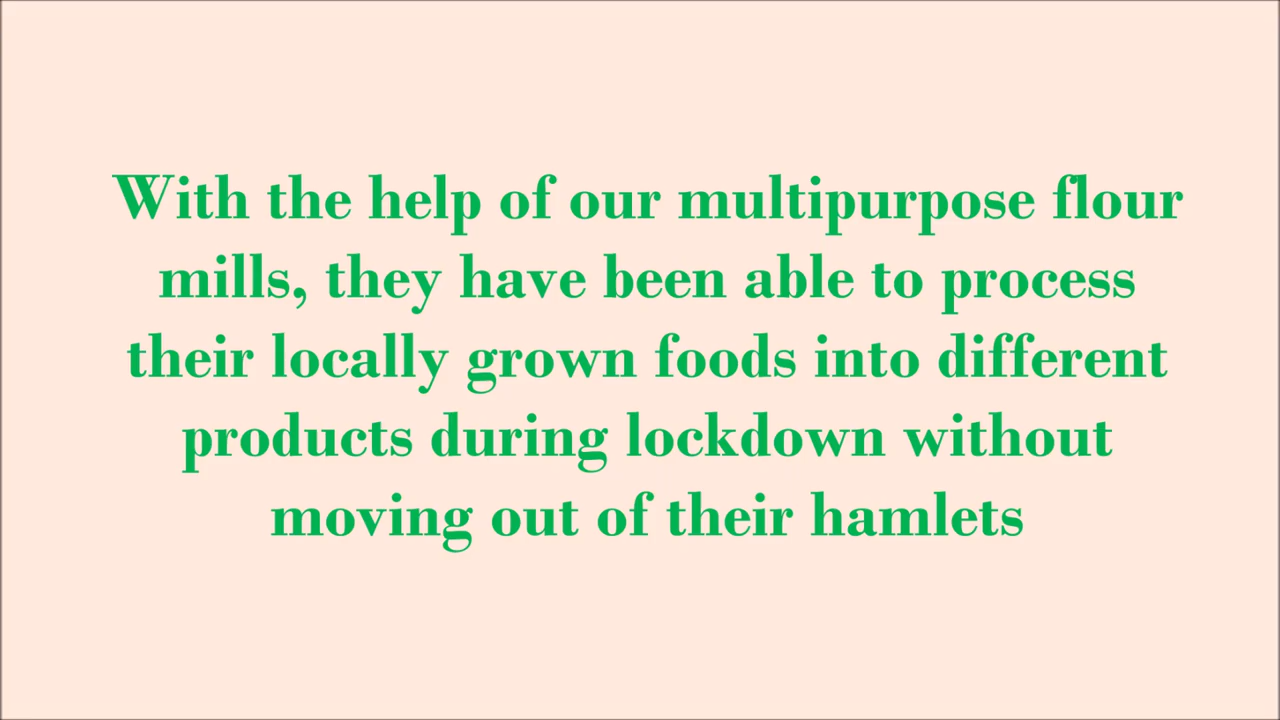 With the help of our multipurpose flour
mills, they have been able to process
their locally grown foods into different
products during lockdown without
moving out of their hamlets